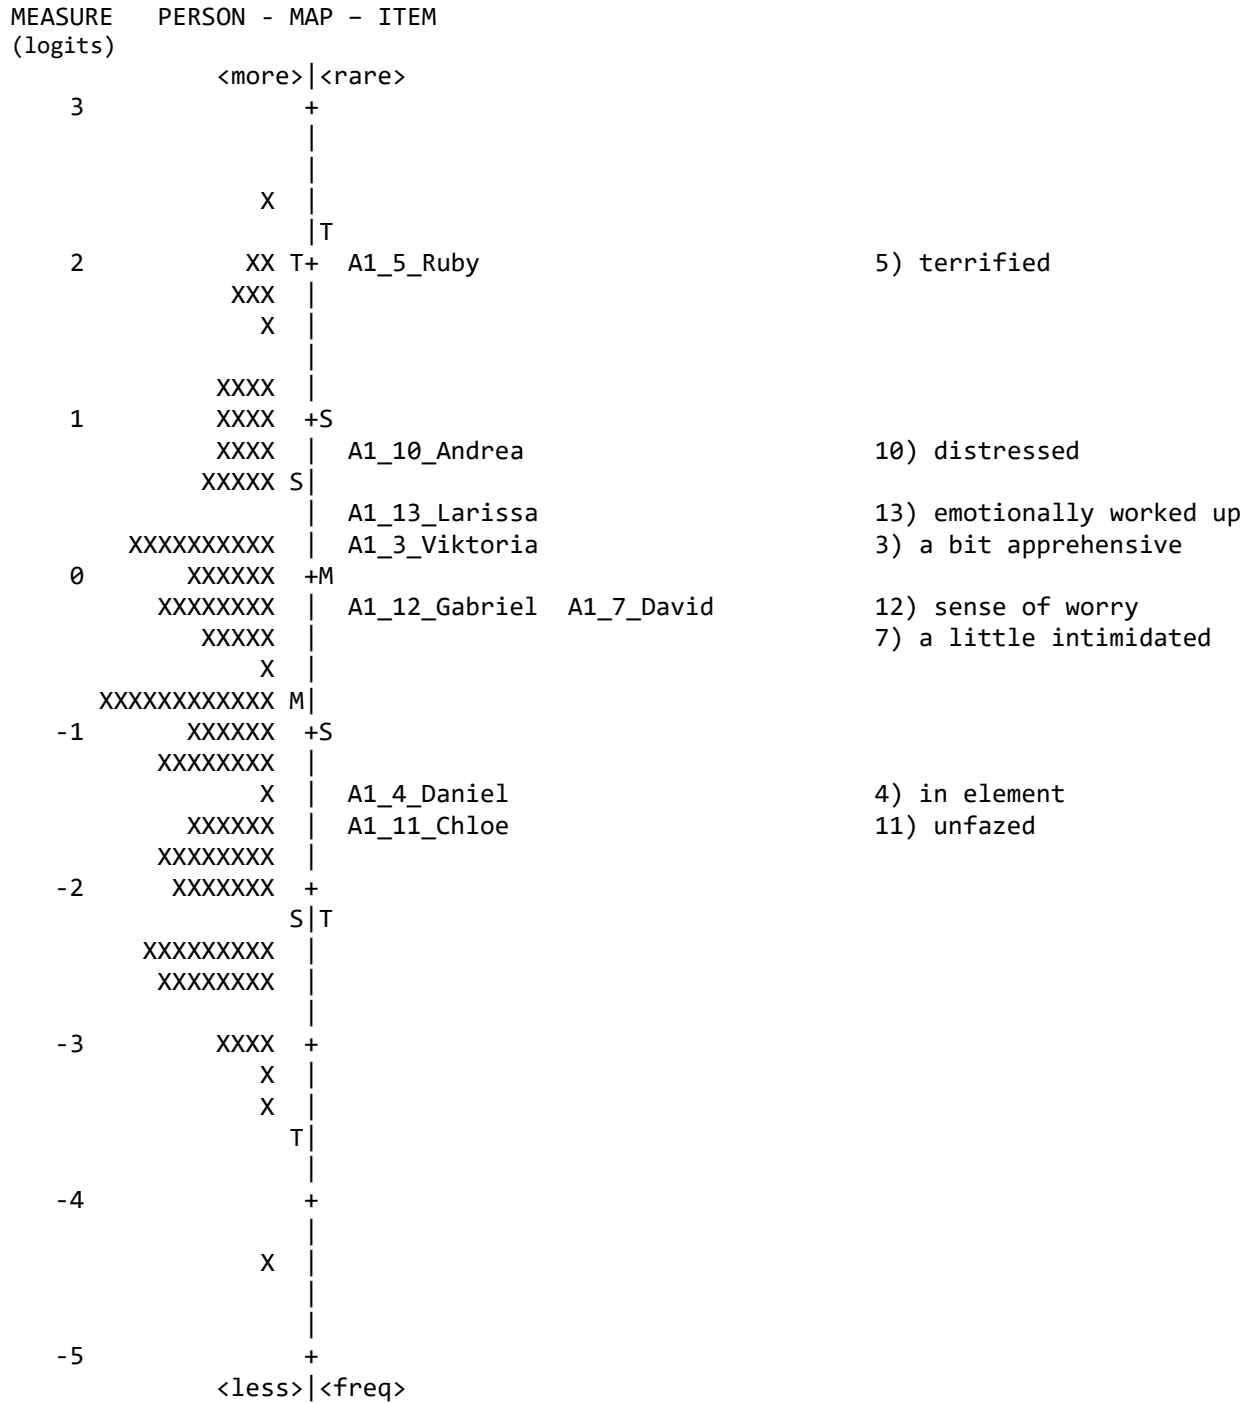 MEASURE   PERSON - MAP – ITEM
(logits)
              <more>|<rare>
    3               +
                    |
                    |
                 X  |
                    |T
    2           XX T+  A1_5_Ruby                           5) terrified
               XXX  |
                 X  |
                    |
              XXXX  |
    1         XXXX  +S
              XXXX  |  A1_10_Andrea                        10) distressed
             XXXXX S|
                    |  A1_13_Larissa                       13) emotionally worked up
        XXXXXXXXXX  |  A1_3_Viktoria                       3) a bit apprehensive
    0       XXXXXX  +M
          XXXXXXXX  |  A1_12_Gabriel  A1_7_David           12) sense of worry
             XXXXX  |                                      7) a little intimidated
                 X  |
      XXXXXXXXXXXX M|
   -1       XXXXXX  +S
          XXXXXXXX  |
                 X  |  A1_4_Daniel                         4) in element
            XXXXXX  |  A1_11_Chloe                         11) unfazed
          XXXXXXXX  |
   -2      XXXXXXX  +
                   S|T
         XXXXXXXXX  |
          XXXXXXXX  |
                    |
   -3         XXXX  +
                 X  |
                 X  |
                   T|
                    |
   -4               +
                    |
                 X  |
                    |
                    |
   -5               +
              <less>|<freq>